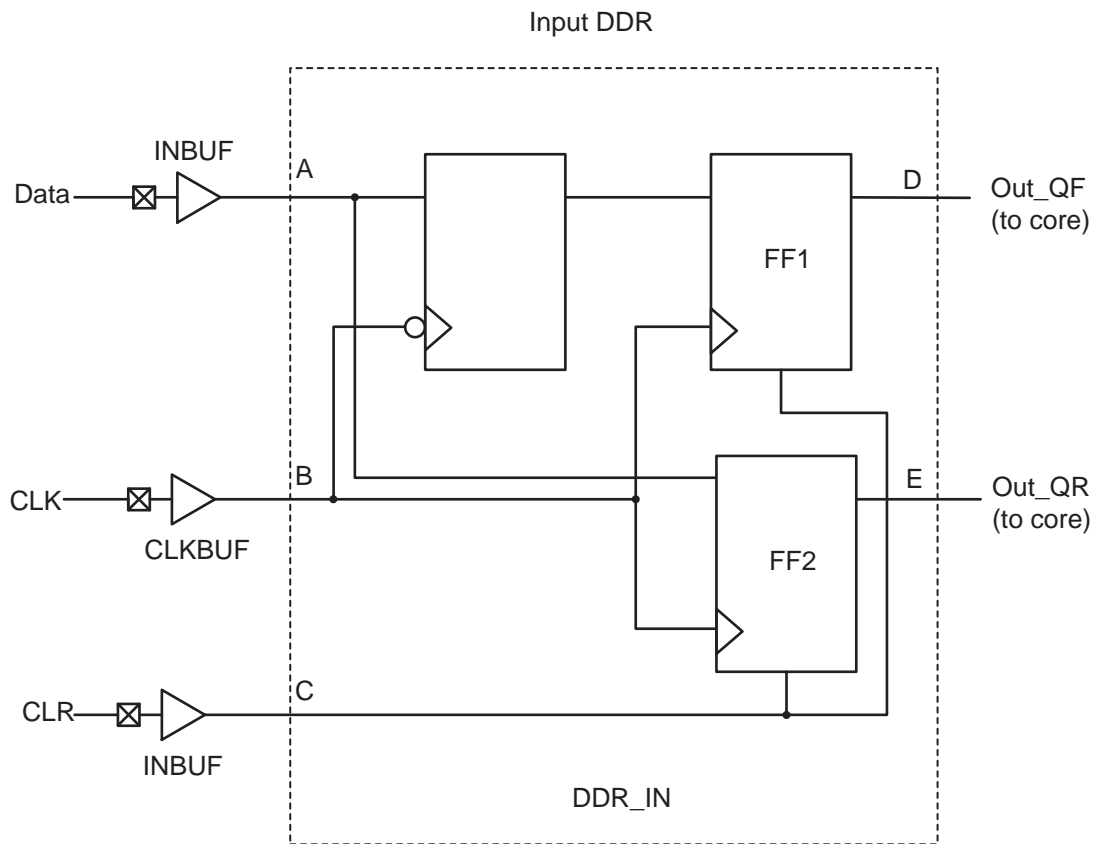 Input DDR
INBUF
Data
A
D
Out_QF
(to core)
FF1
CLK
B
CLKBUF
E
Out_QR
(to core)
FF2
CLR
C
INBUF
DDR_IN